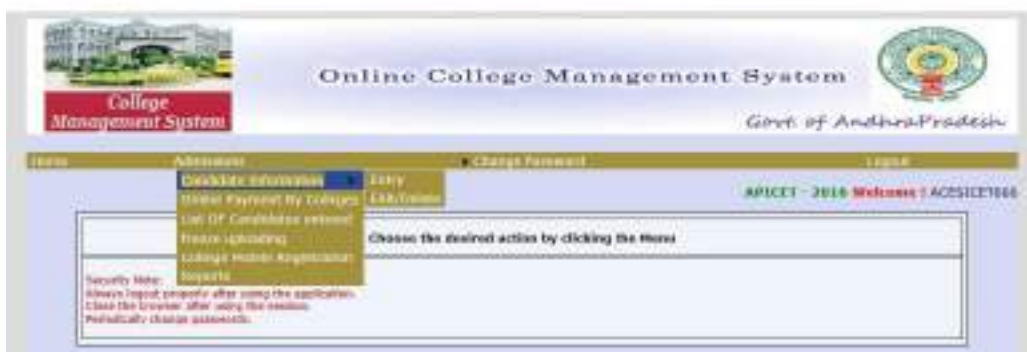 Online College Management System
College
Management System
Govt of AndhraPradesh
Home Admissions Change Password Logout
Candidate Information Entry
Online Payment By Colleges Edit/Delete
APICET - 2016 Welcome !
List Of Candidates entered
Freeze uploading
Choose the desired action by clicking the Menu
College Mobile Registration
Reports
Security Note:
Always logout properly after using the application.
Close the browser after using the session.
Periodically change passwords.